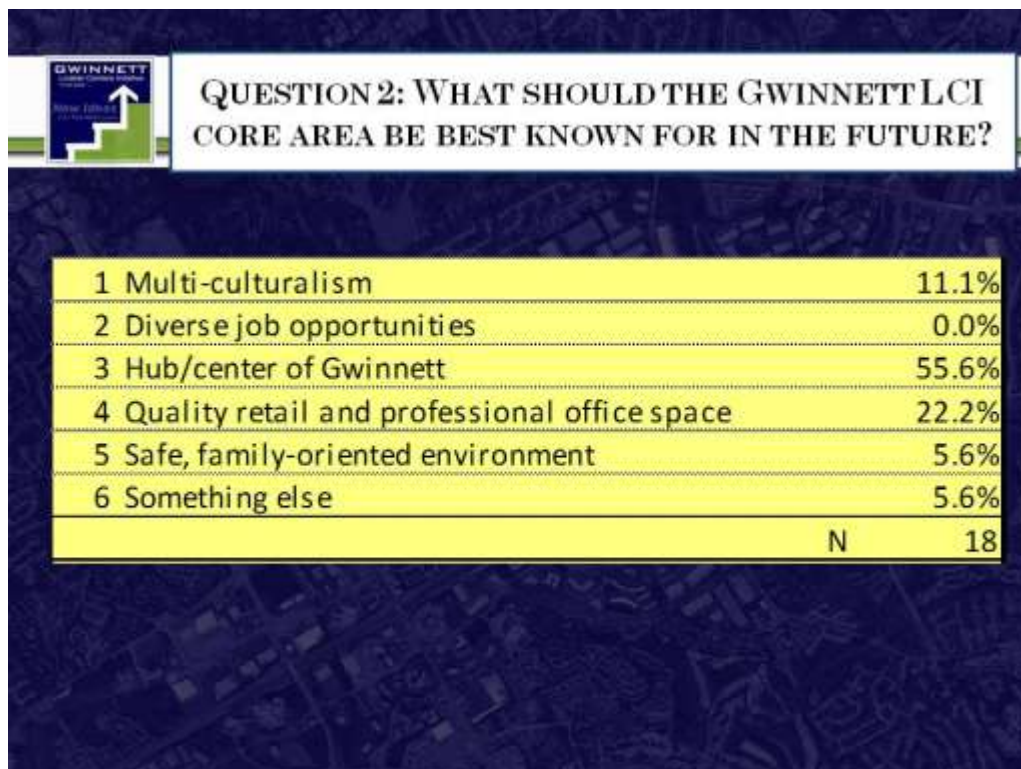 GWINNETT
QUESTION 2: WHAT SHOULD THE GWINNETT LCI
CORE AREA BE BEST KNOWN FOR IN THE FUTURE?
1 Multi-culturalism 11.1%
2 Diverse job opportunities 0.0%
3 Hub/center of Gwinnett 55.6%
4 Quality retail and professional office space 22.2%
5 Safe, family-oriented environment 5.6%
6 Something else 5.6%
N 18